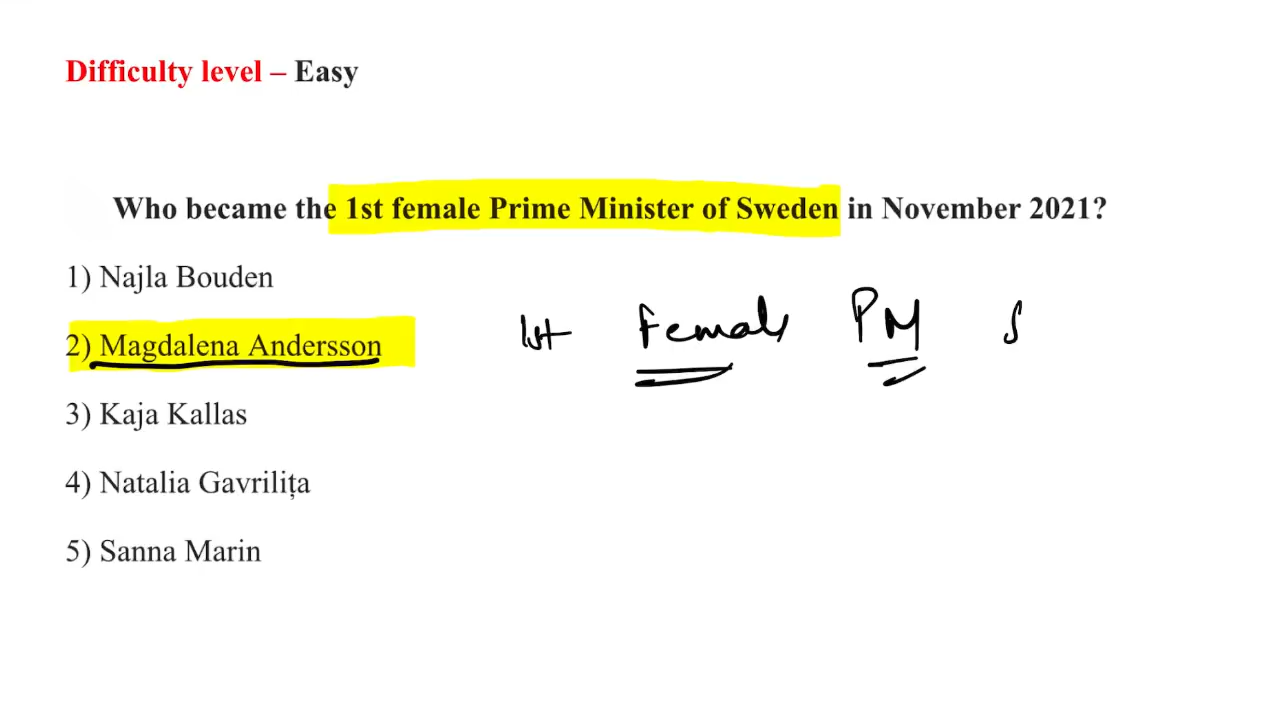 Difficulty level – Easy
Who became the 1st female Prime Minister of Sweden in November 2021?
1) Najla Bouden
2) Magdalena Andersson
1st Female PM S
3) Kaja Kallas
4) Natalia Gavrilița
5) Sanna Marin